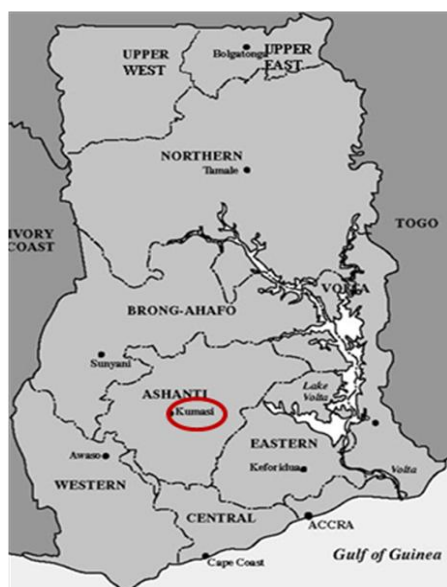 UPPER
WEST
Bolgatonga
UPPER
EAST
NORTHERN
Tamale
IVORY
COAST
TOGO
VOLTA
BRONG-AHAFO
Sunyani
ASHANTI
Kumasi
Lake
Volta
EASTERN
Keforidua
Awaso
WESTERN
Volta
CENTRAL
ACCRA
Cape Coast
Gulf of Guinea